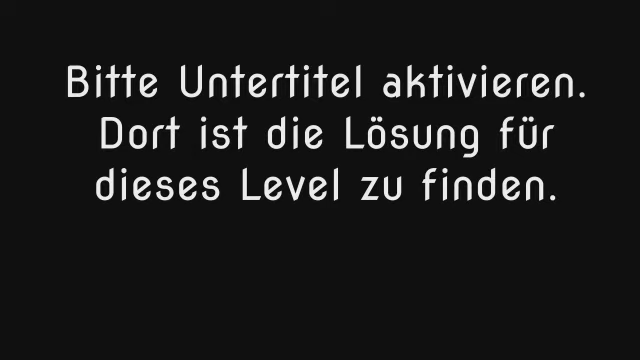 Bitte Untertitel aktivieren.
Dort ist die Lösung für
dieses Level zu finden.